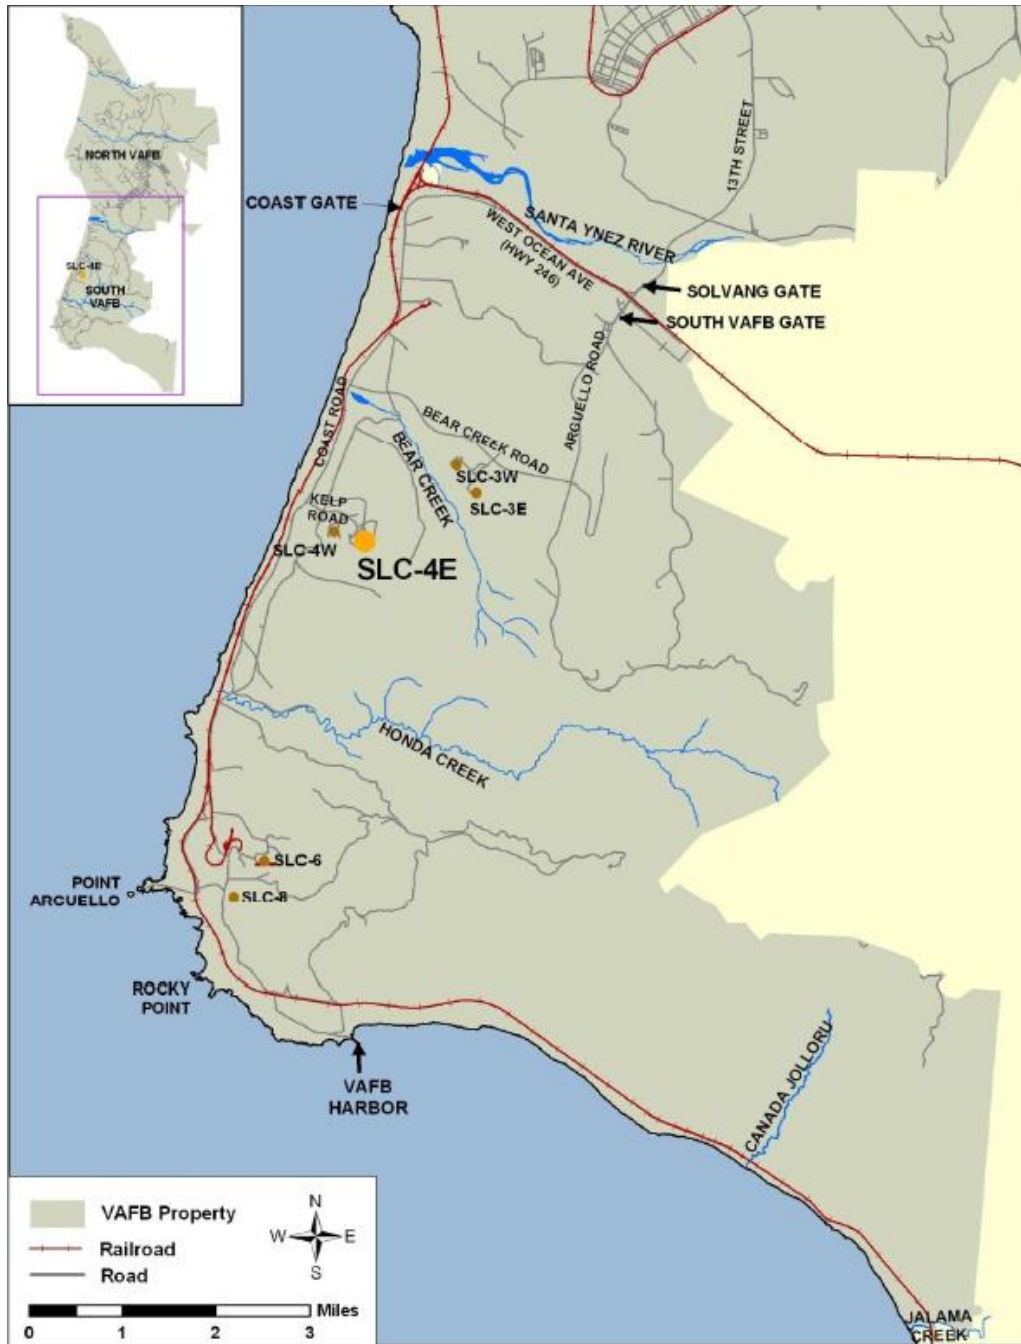 NORTH VAFB
SLC-4E
SOUTH
VAFB
COAST GATE
13TH STREET
SANTA YNEZ RIVER
WEST OCEAN AVE
(HWY 246)
SOLVANG GATE
SOUTH VAFB GATE
ARGUELLO ROAD
COAST ROAD
BEAR CREEK ROAD
BEAR CREEK
SLC-3W
SLC-3E
KELP
ROAD
SLC-4W
SLC-4E
HONDA CREEK
SLC-6
SLC-8
POINT
ARGUELLO
ROCKY
POINT
VAFB
HARBOR
CANADA JOLLORU
JALAMA
CREEK
VAFB Property
Railroad
Road
N
W E
S
Miles
0 1 2 3